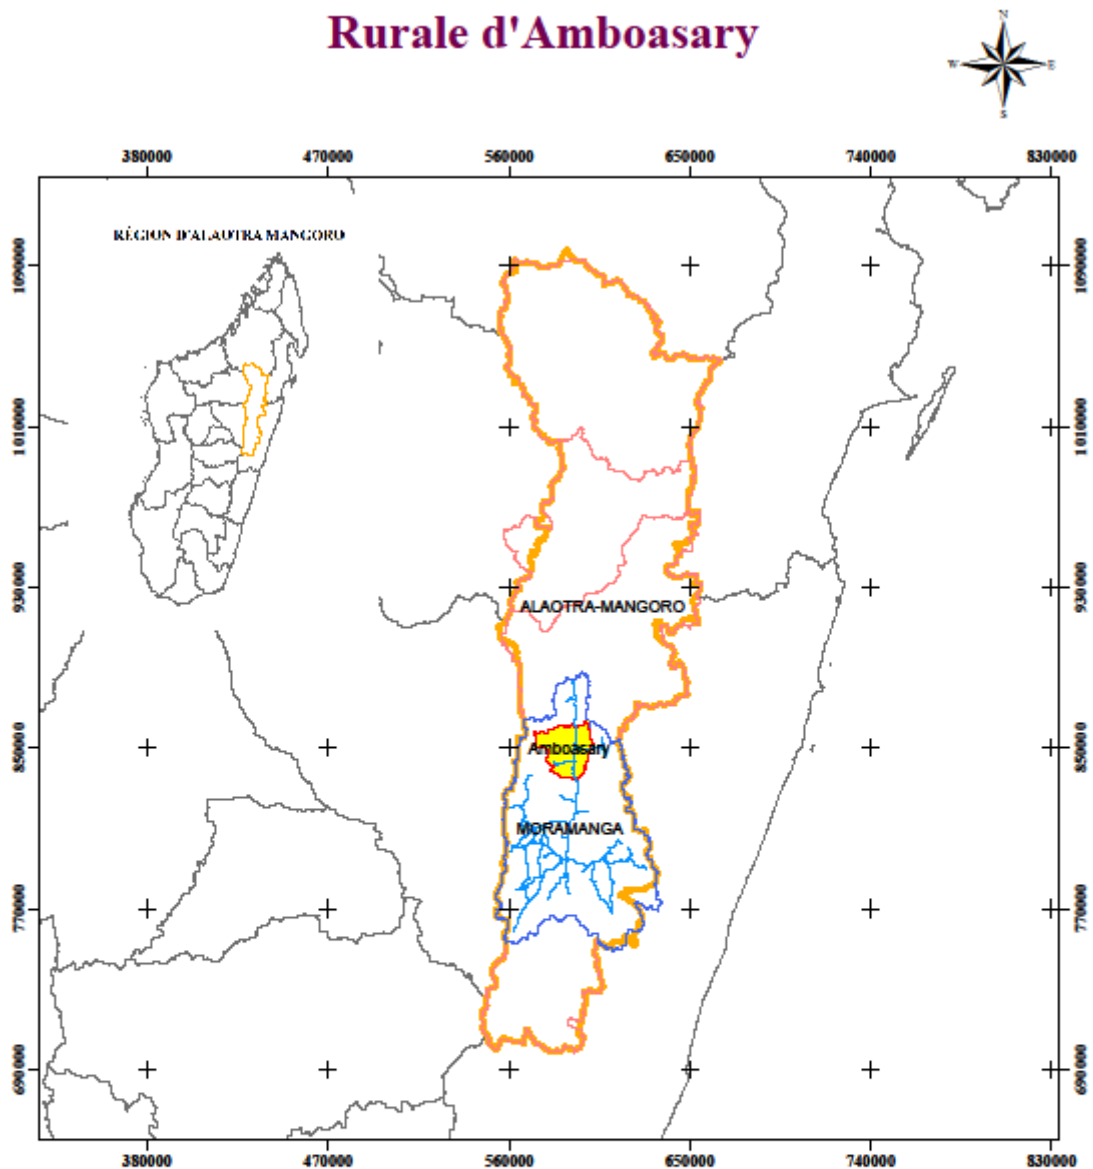 Rurale d'Amboasary
N
W E
S
380000 470000 560000 650000 740000 830000
RÉGION D'ALAOTRA MANGORO
1090000 1090000
1010000 1010000
930000 930000
ALAOTRA-MANGORO
850000 850000
Amboasary
MORAMANGA
770000 770000
690000 690000
380000 470000 560000 650000 740000 830000